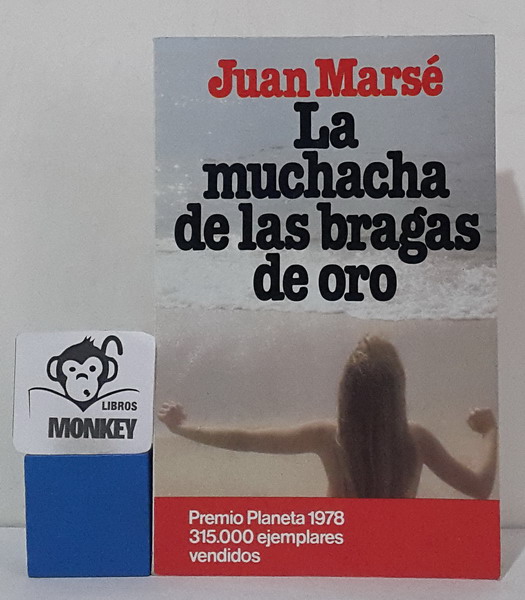 Juan Marsé
La
muchacha
de las bragas
de oro
LIBROS
MONKEY
Premio Planeta 1978
315.000 ejemplares
vendidos